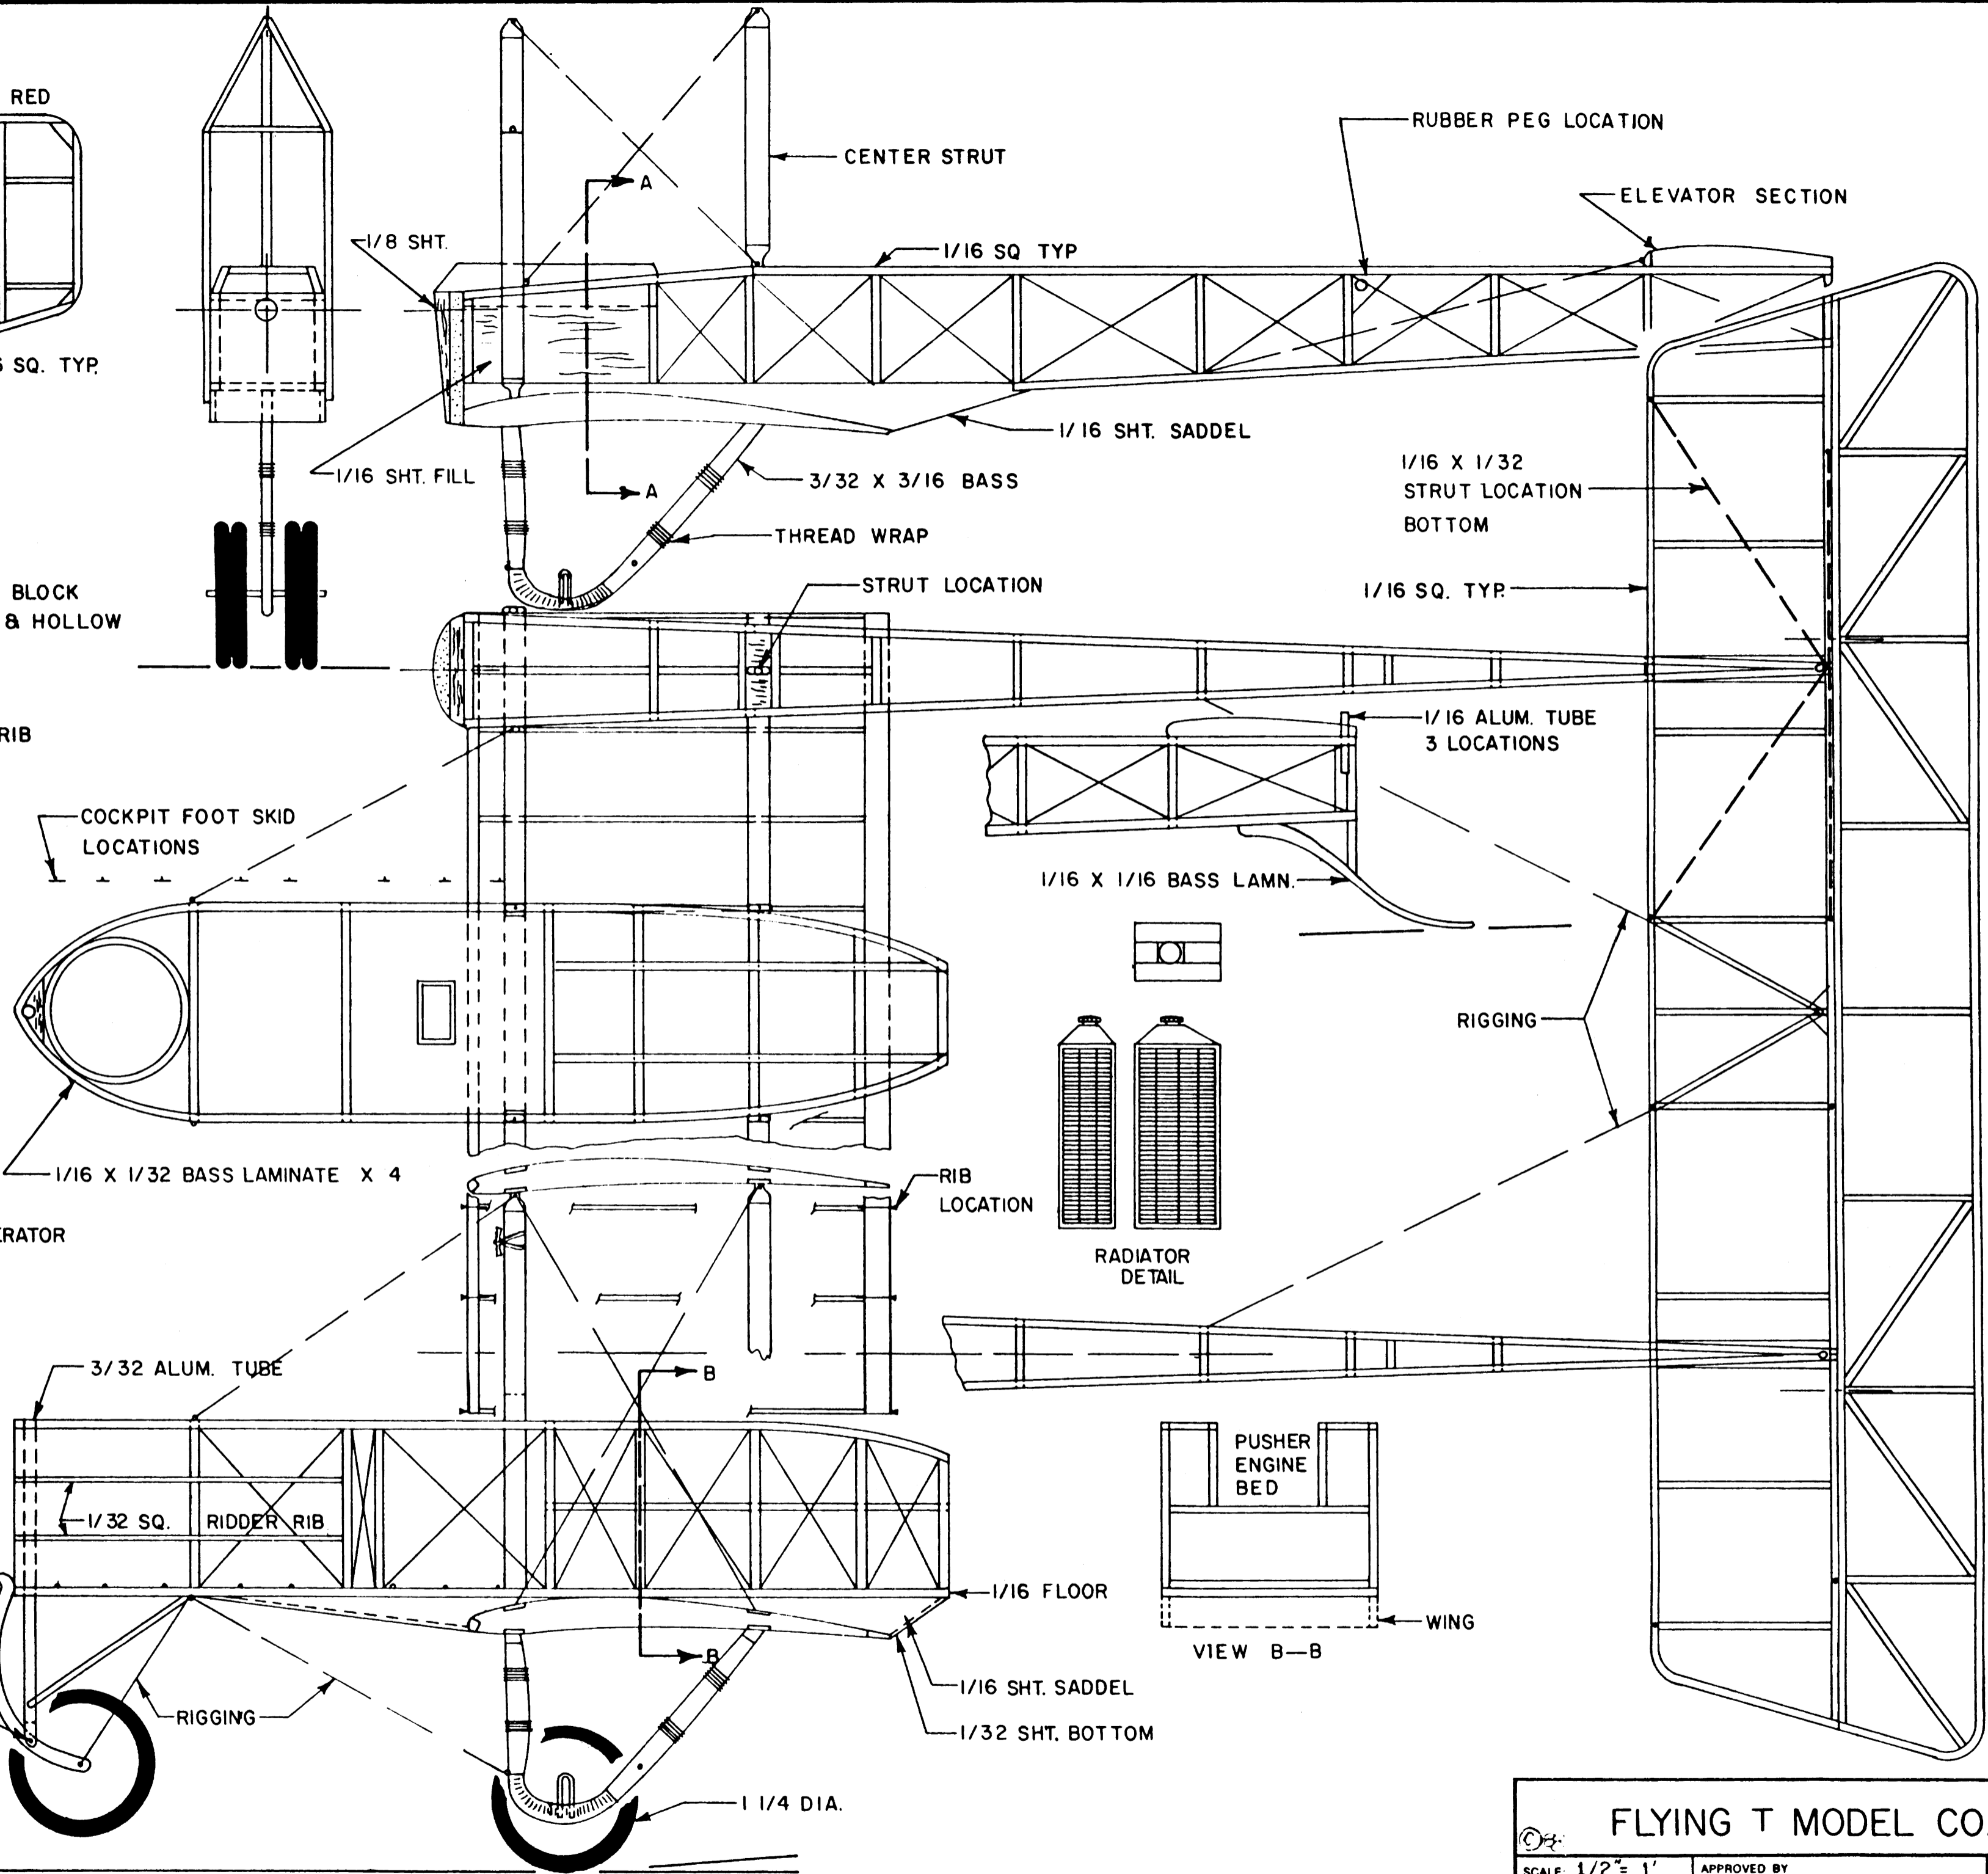 RED
CENTER STRUT
RUBBER PEG LOCATION
ELEVATOR SECTION
A
1/8 SHT.
1/16 SQ TYP
SQ. TYP.
1/16 SHT. SADDEL
1/16 SHT. FILL
A
3/32 X 3/16 BASS
1/16 X 1/32
STRUT LOCATION
BOTTOM
THREAD WRAP
BLOCK
& HOLLOW
STRUT LOCATION
1/16 SQ. TYP.
RIB
1/16 ALUM. TUBE
3 LOCATIONS
COCKPIT FOOT SKID
LOCATIONS
1/16 X 1/16 BASS LAMN.
RIGGING
1/16 X 1/32 BASS LAMINATE X 4
RIB
LOCATION
ERATOR
RADIATOR
DETAIL
3/32 ALUM. TUBE
B
PUSHER
ENGINE
BED
1/32 SQ. RIDDER RIB
1/16 FLOOR
WING
VIEW B—B
B
1/16 SHT. SADDEL
1/32 SHT. BOTTOM
RIGGING
1 1/4 DIA.
FLYING T MODEL CO.
SCALE: 1/2"= 1'
APPROVED BY